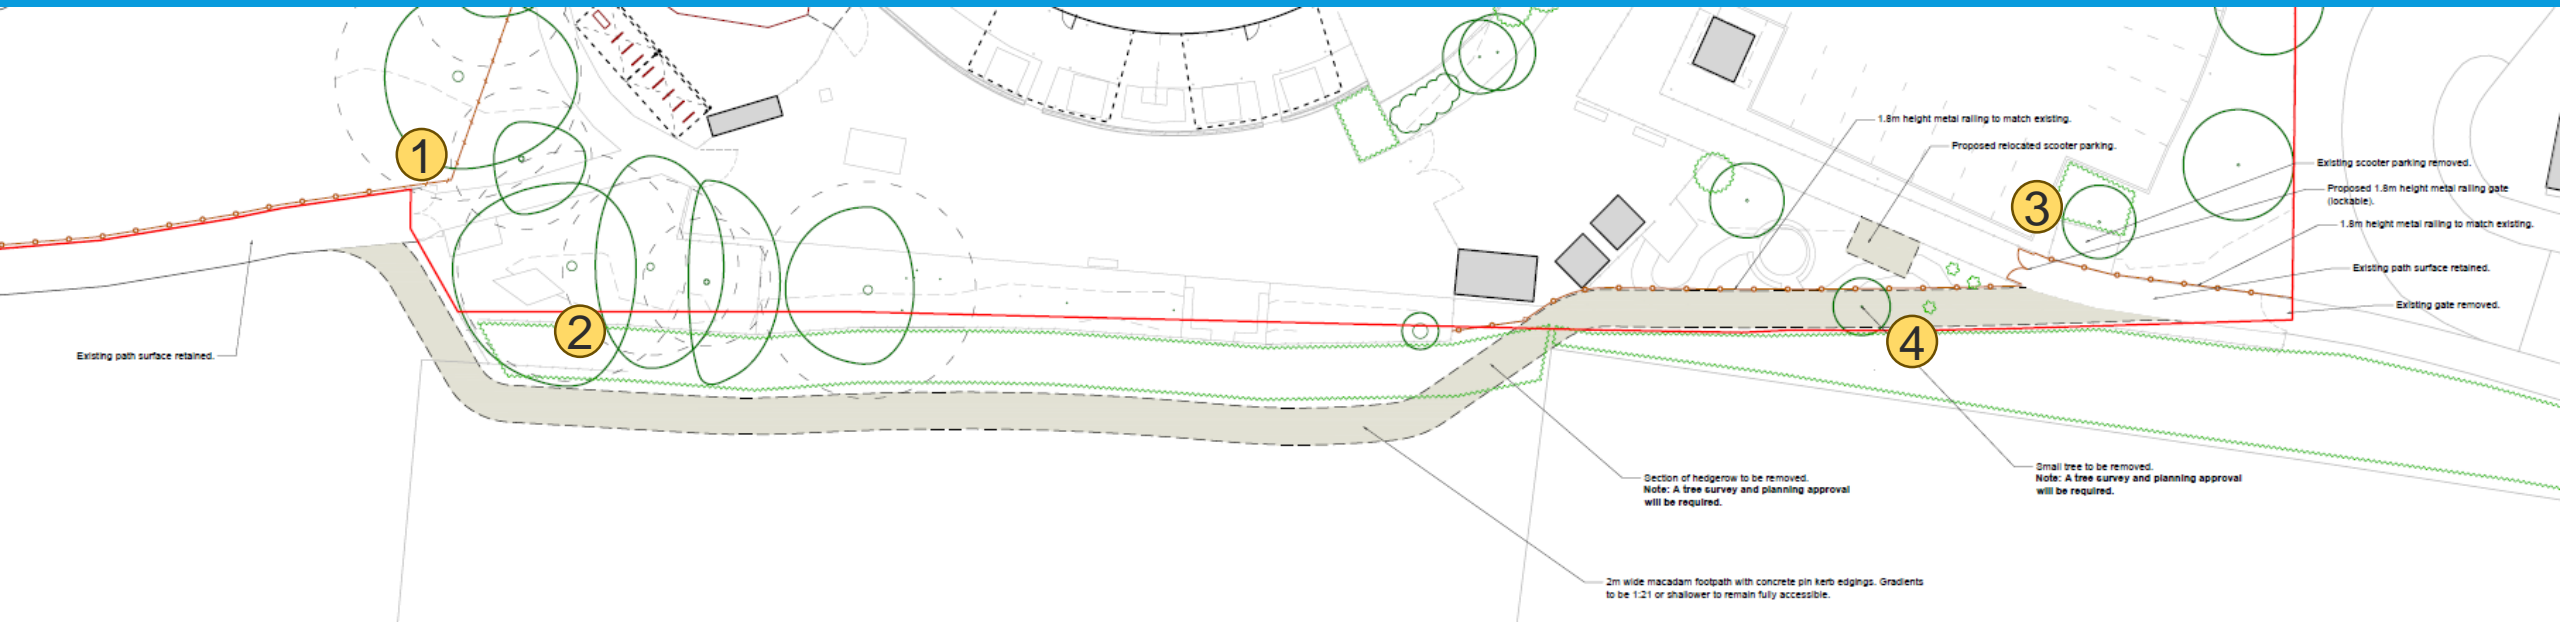 1
1.8m height metal railing to match existing.
Proposed relocated scooter parking.
Existing scooter parking removed.
Proposed 1.8m height metal railing gate
(lockable).
3
1.8m height metal railing to match existing.
Existing path surface retained.
Existing gate removed.
2
4
Existing path surface retained.
Section of hedgerow to be removed.
Note: A tree survey and planning approval
will be required.
Small tree to be removed.
Note: A tree survey and planning approval
will be required.
2m wide macadam footpath with concrete pin kerb edgings. Gradients
to be 1:21 or shallower to remain fully accessible.